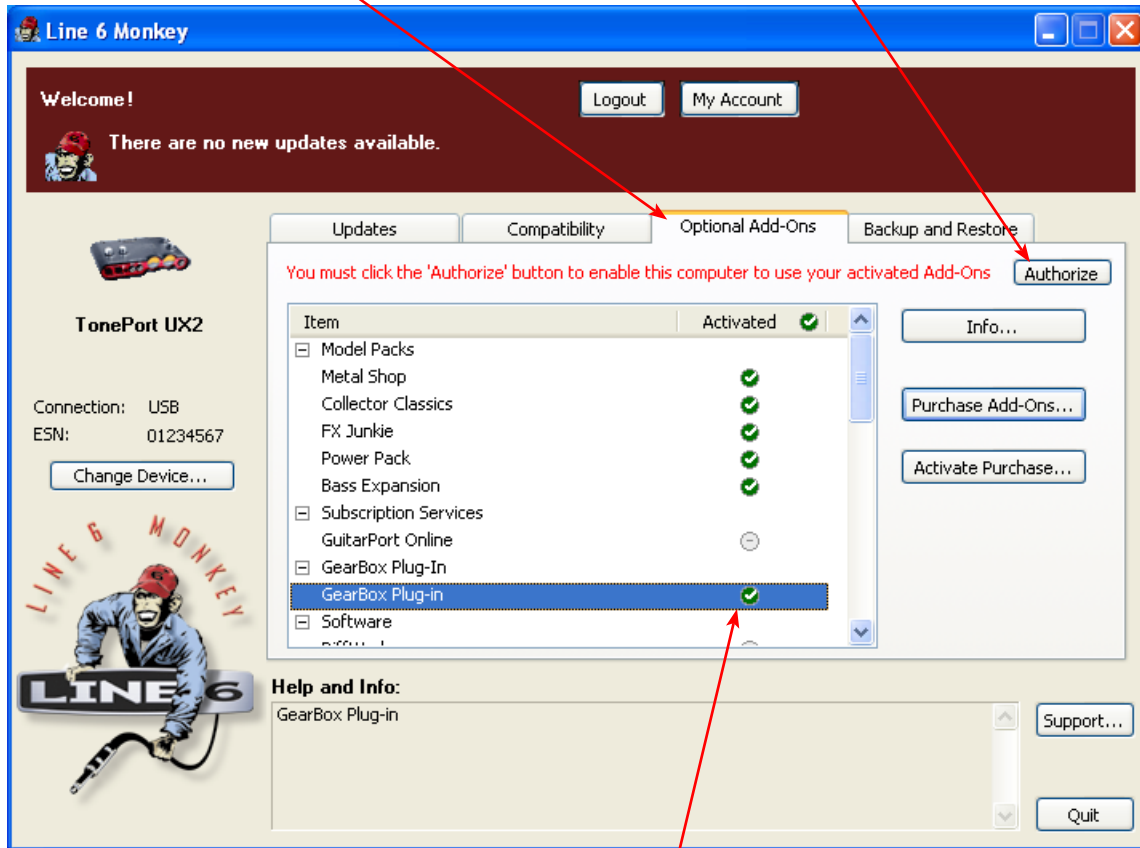 Line 6 Monkey
Welcome!
Logout
My Account
There are no new updates available.
Updates
Compatibility
Optional Add-Ons
Backup and Restore
You must click the 'Authorize' button to enable this computer to use your activated Add-Ons
Authorize
TonePort UX2
Connection: USB
ESN: 01234567
Change Device...
Item Activated
Model Packs
Metal Shop
Collector Classics
FX Junkie
Power Pack
Bass Expansion
Subscription Services
GuitarPort Online
GearBox Plug-In
GearBox Plug-in
Software
Info...
Purchase Add-Ons...
Activate Purchase...
LINE 6 MONKEY
LINE 6
Help and Info:
GearBox Plug-in
Support...
Quit